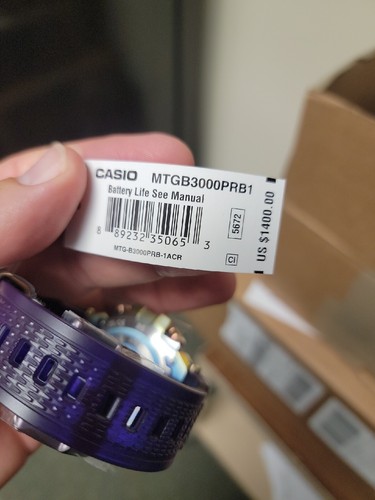 CASIO MTGB3000PRB1
Battery Life See Manual
8 89232 35065 3
MTG-B3000PRB-1ACR
5672
CI
US $1400.00